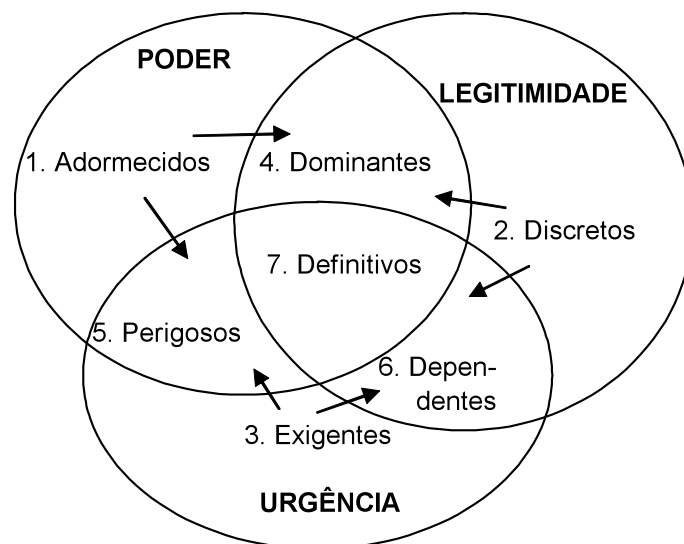 PODER
LEGITIMIDADE
1. Adormecidos
4. Dominantes
2. Discretos
7. Definitivos
5. Perigosos
6. Depen-
dentes
3. Exigentes
URGÊNCIA